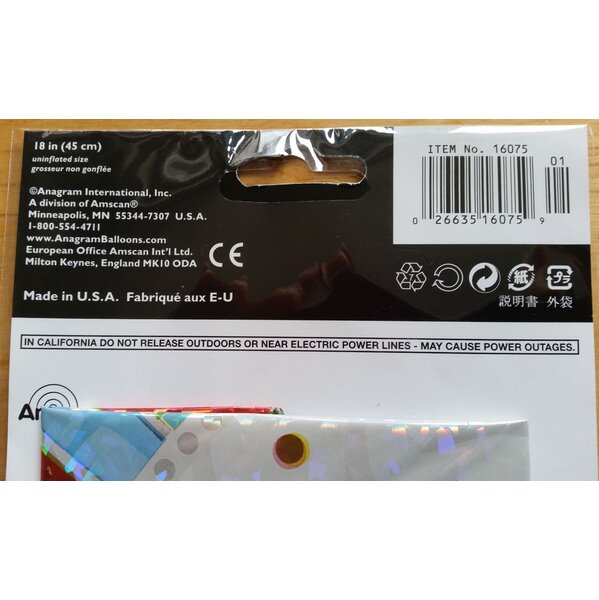 18 in (45 cm)
uninflated size
grosseur non gonflée
©Anagram International, Inc.
A division of Amscan®
Minneapolis, MN 55344-7307 U.S.A.
1-800-554-4711
www.AnagramBalloons.com
European Office Amscan Int'l Ltd.
Milton Keynes, England MK10 ODA
CE
Made in U.S.A. Fabriqué aux E-U
ITEM No. 16075
01
0 26635 16075 9
紙 プラ
説明書 外袋
IN CALIFORNIA DO NOT RELEASE OUTDOORS OR NEAR ELECTRIC POWER LINES - MAY CAUSE POWER OUTAGES.